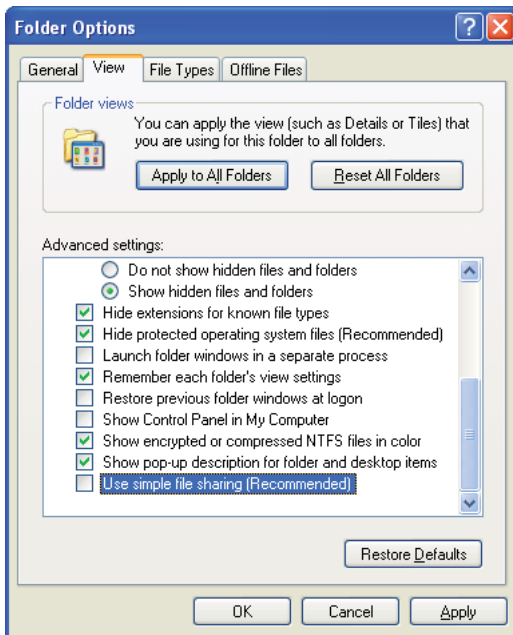 Folder Options
General View File Types Offline Files
Folder views
You can apply the view (such as Details or Tiles) that
you are using for this folder to all folders.
Apply to All Folders Reset All Folders
Advanced settings:
Do not show hidden files and folders
Show hidden files and folders
Hide extensions for known file types
Hide protected operating system files (Recommended)
Launch folder windows in a separate process
Remember each folder's view settings
Restore previous folder windows at logon
Show Control Panel in My Computer
Show encrypted or compressed NTFS files in color
Show pop-up description for folder and desktop items
Use simple file sharing (Recommended)
Restore Defaults
OK Cancel Apply